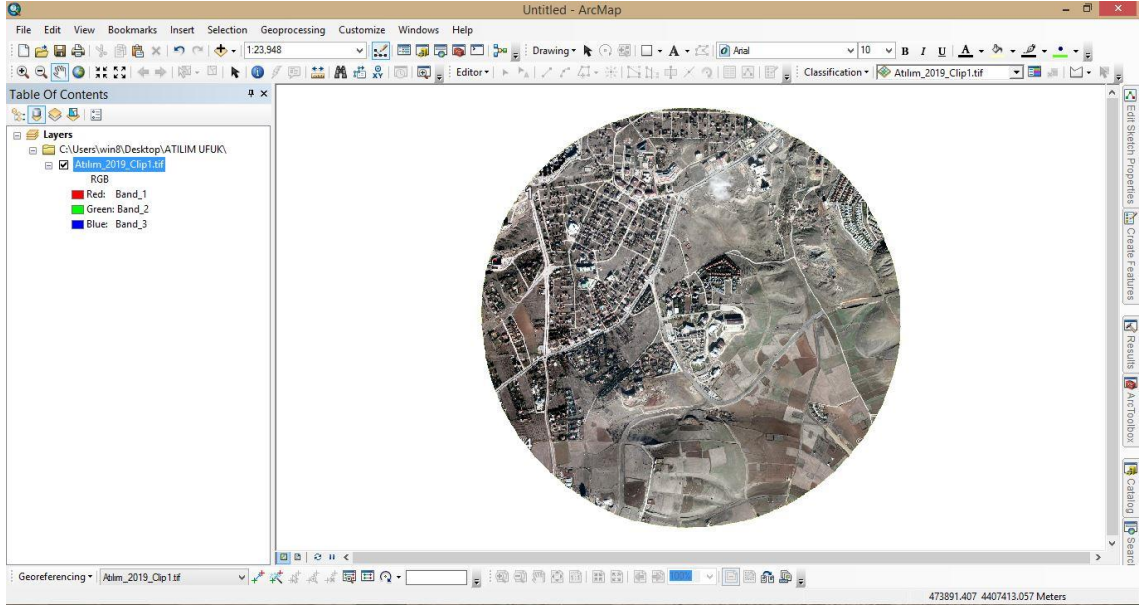 Untitled - ArcMap
File Edit View Bookmarks Insert Selection Geoprocessing Customize Windows Help
1:23,948 Drawing Arial 10 B I U A
Editor Classification Atılım_2019_Clip1.tif
Table Of Contents
Layers
C:\Users\win8\Desktop\ATILIM UFUK\
Atılım_2019_Clip1.tif
RGB
Red: Band_1
Green: Band_2
Blue: Band_3
Edit Sketch Properties
Create Features
Results
ArcToolbox
Catalog
Search
Georeferencing Atılım_2019_Clip1.tif 100%
473891.407 4407413.057 Meters